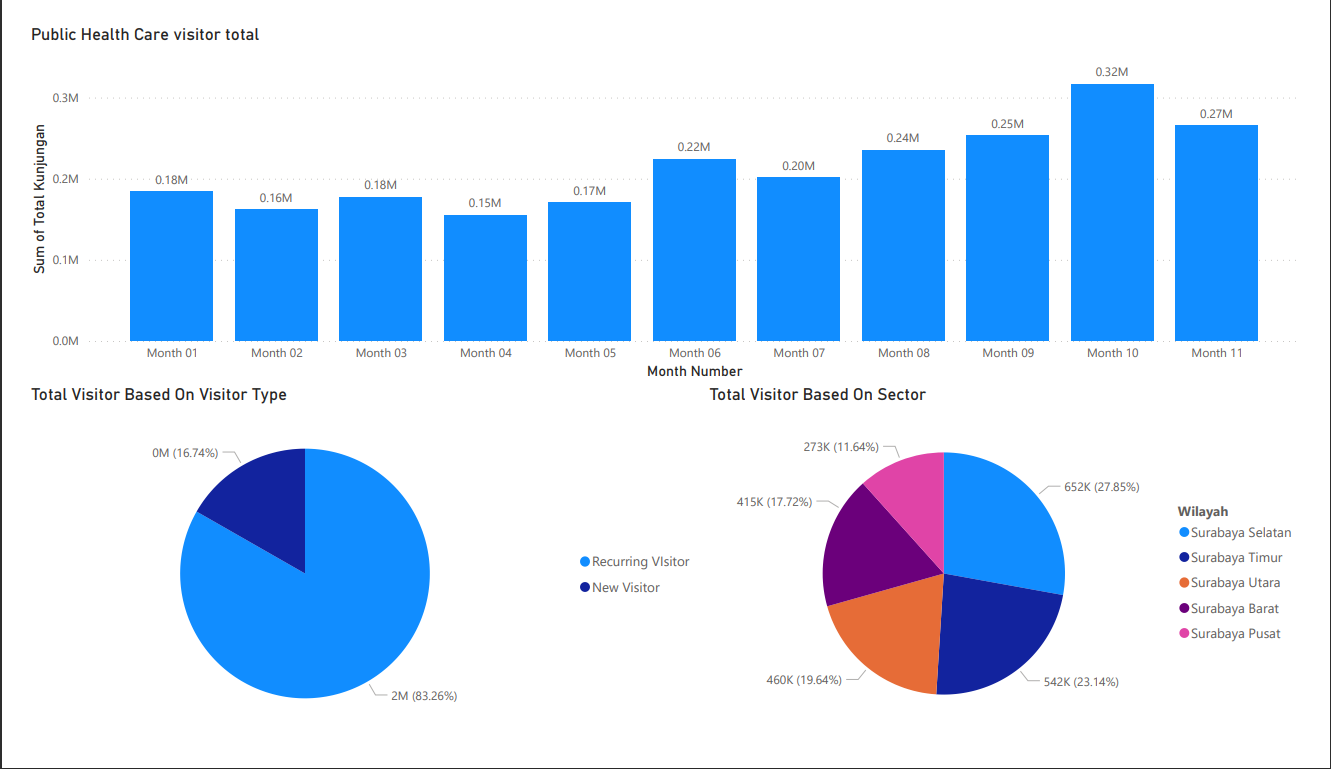 Public Health Care visitor total
Sum of Total Kunjungan
0.3M
0.2M
0.1M
0.0M
0.18M
0.16M
0.18M
0.15M
0.17M
0.22M
0.20M
0.24M
0.25M
0.32M
0.27M
Month 01
Month 02
Month 03
Month 04
Month 05
Month 06
Month 07
Month 08
Month 09
Month 10
Month 11
Month Number
Total Visitor Based On Visitor Type
0M (16.74%)
2M (83.26%)
Recurring VIsitor
New Visitor
Total Visitor Based On Sector
273K (11.64%)
652K (27.85%)
415K (17.72%)
460K (19.64%)
542K (23.14%)
Wilayah
Surabaya Selatan
Surabaya Timur
Surabaya Utara
Surabaya Barat
Surabaya Pusat